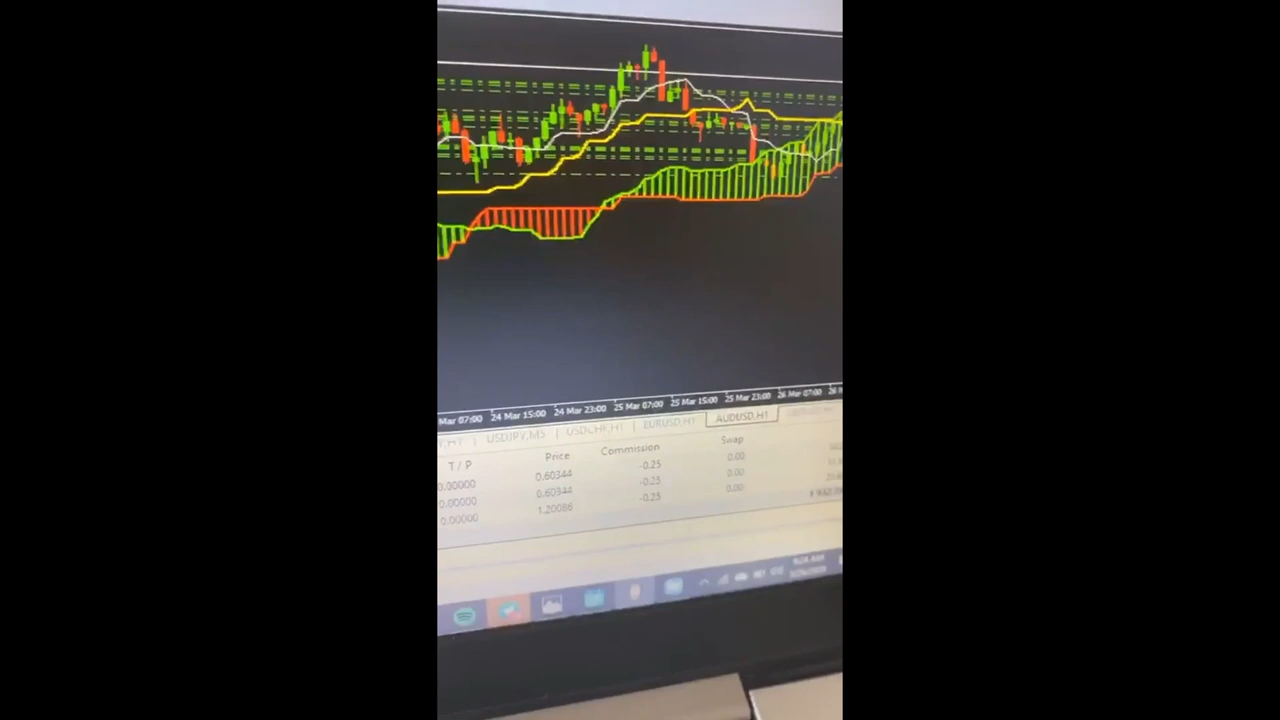 Mar 07:00 24 Mar 15:00 24 Mar 23:00 25 Mar 07:00 25 Mar 15:00 25 Mar 23:00 26 Mar 07:00 26
USDJPY,M5 USDCHF,H1 EURUSD,H1 AUDUSD,H1
T / P Price Commission Swap
0.00000 0.60344 -0.25 0.00
0.00000 0.60344 -0.25 0.00
0.00000 1.20086 -0.25 0.00